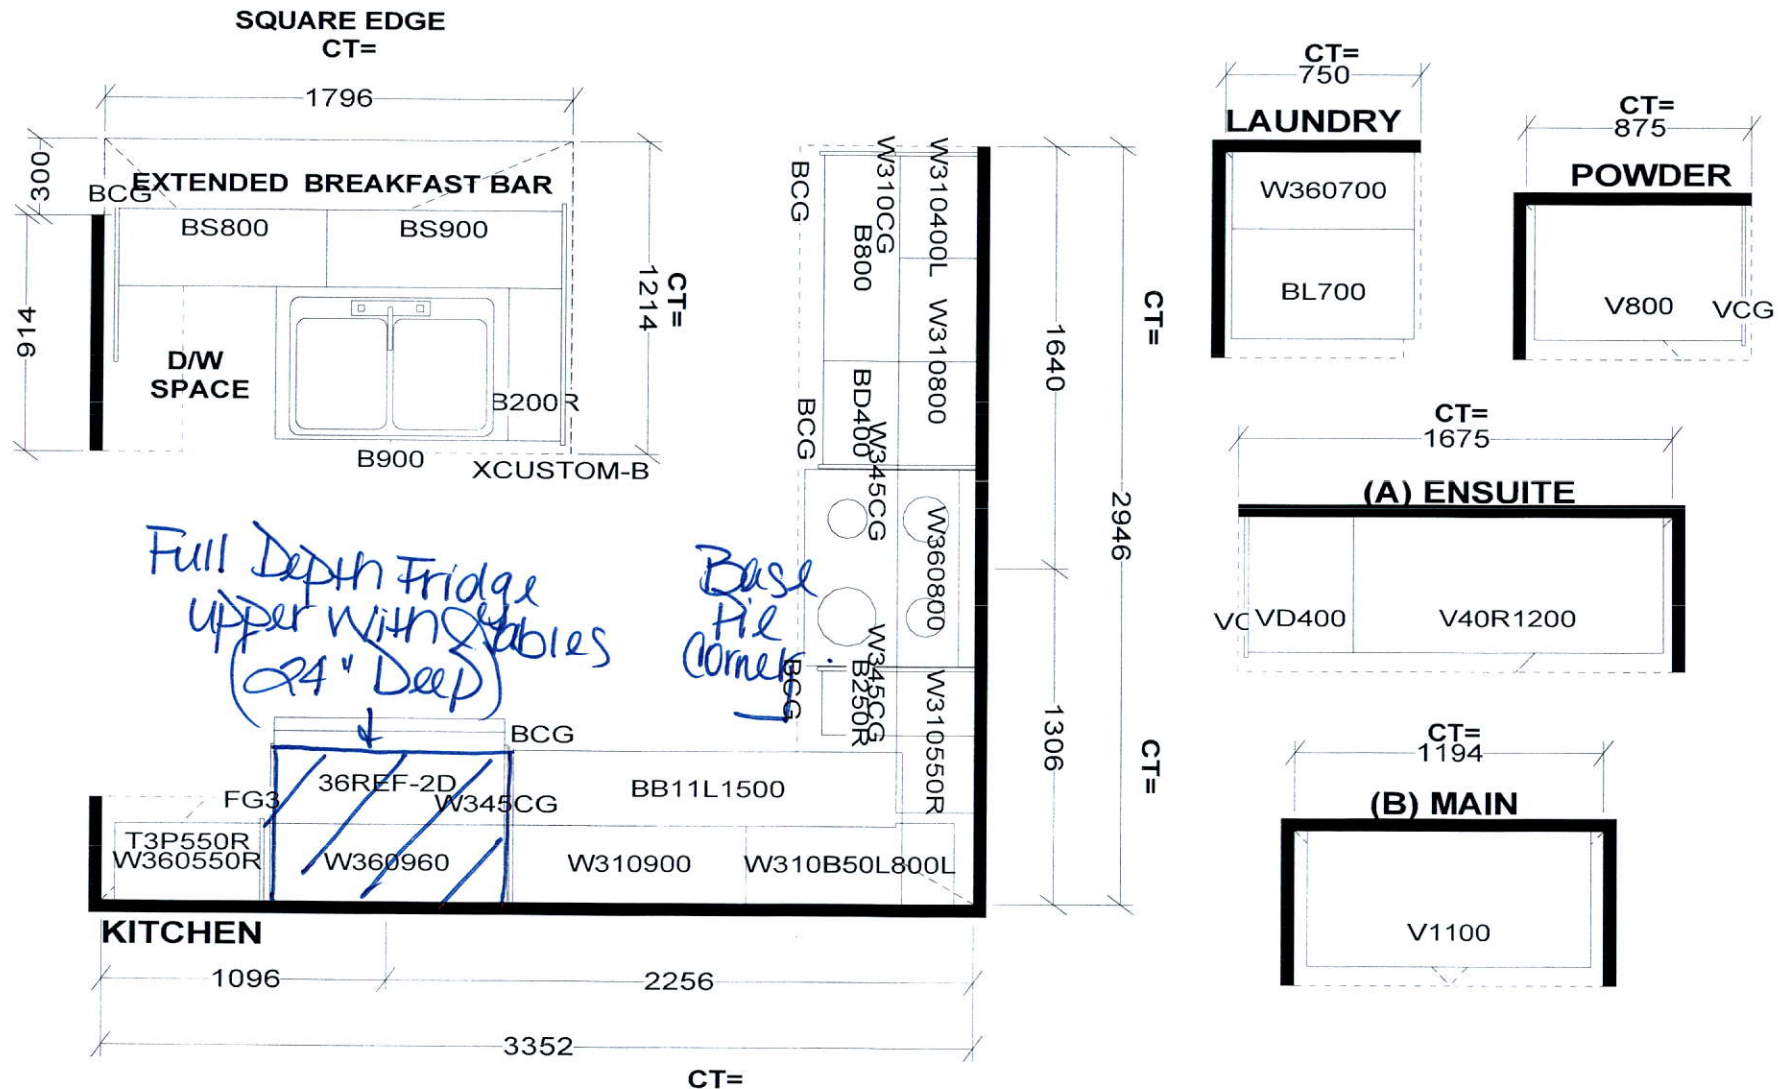 SQUARE EDGE
CT=
1796
300
BCG
EXTENDED BREAKFAST BAR
BS800
BS900
914
D/W
SPACE
B200R
B900
XCUSTOM-B
1214
CT=
BCG
W310CG
W310400L
B800
W310800
BCG
BD400
W345CG
W360800
BCG
B250R
W345CG
W310550R
1640
1306
2946
CT=
CT=
Full Depth Fridge
upper with Gables
(24" Deep)
Base
Pie
Corner.
BCG
36REF-2D
W345CG
BB11L1500
FG3
T3P550R
W360550R
W360960
W310900
W310B50L800L
KITCHEN
1096
2256
3352
CT=
CT=
750
LAUNDRY
W360700
BL700
CT=
875
POWDER
V800
VCG
CT=
1675
(A) ENSUITE
VC
VD400
V40R1200
CT=
1194
(B) MAIN
V1100